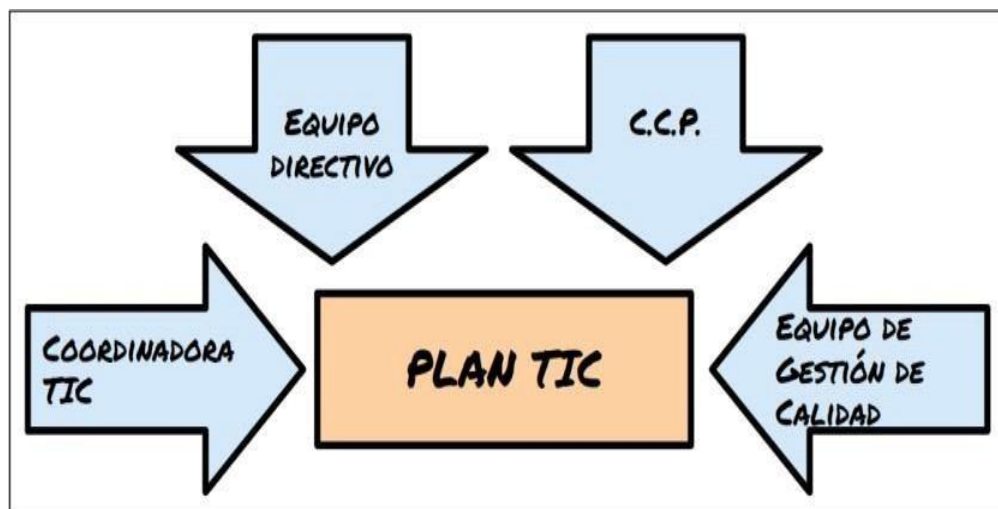 EQUIPO
DIRECTIVO
C.C.P.
COORDINADORA
TIC
PLAN TIC
EQUIPO DE
GESTIÓN DE
CALIDAD